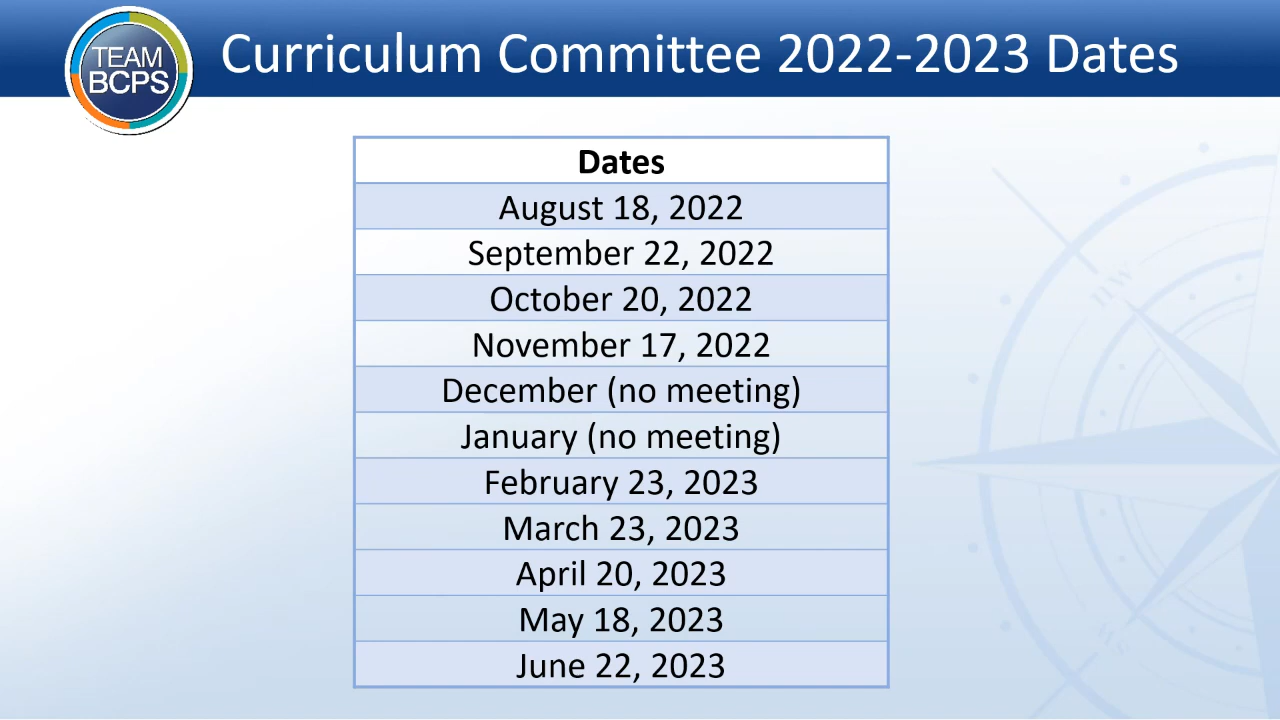 TEAM
BCPS
Curriculum Committee 2022-2023 Dates
Dates
August 18, 2022
September 22, 2022
October 20, 2022
November 17, 2022
December (no meeting)
January (no meeting)
February 23, 2023
March 23, 2023
April 20, 2023
May 18, 2023
June 22, 2023